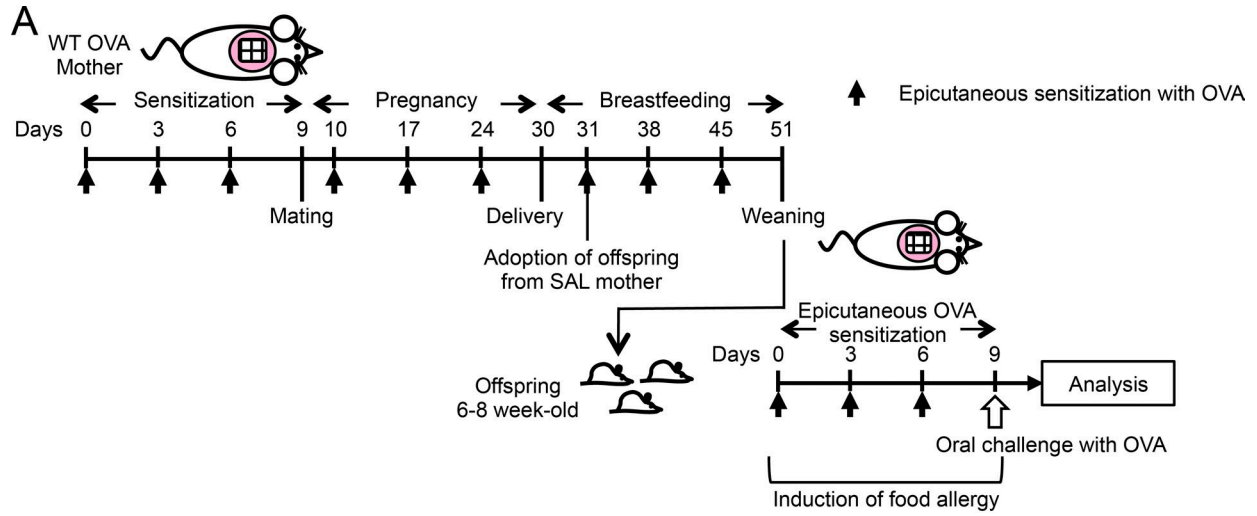 A
WT OVA
Mother
Epicutaneous sensitization with OVA
Sensitization Pregnancy Breastfeeding
Days 0 3 6 9 10 17 24 30 31 38 45 51
Mating Delivery Weaning
Adoption of offspring
from SAL mother
Epicutaneous OVA
sensitization
Days 0 3 6 9
Offspring
6-8 week-old
Analysis
Oral challenge with OVA
Induction of food allergy